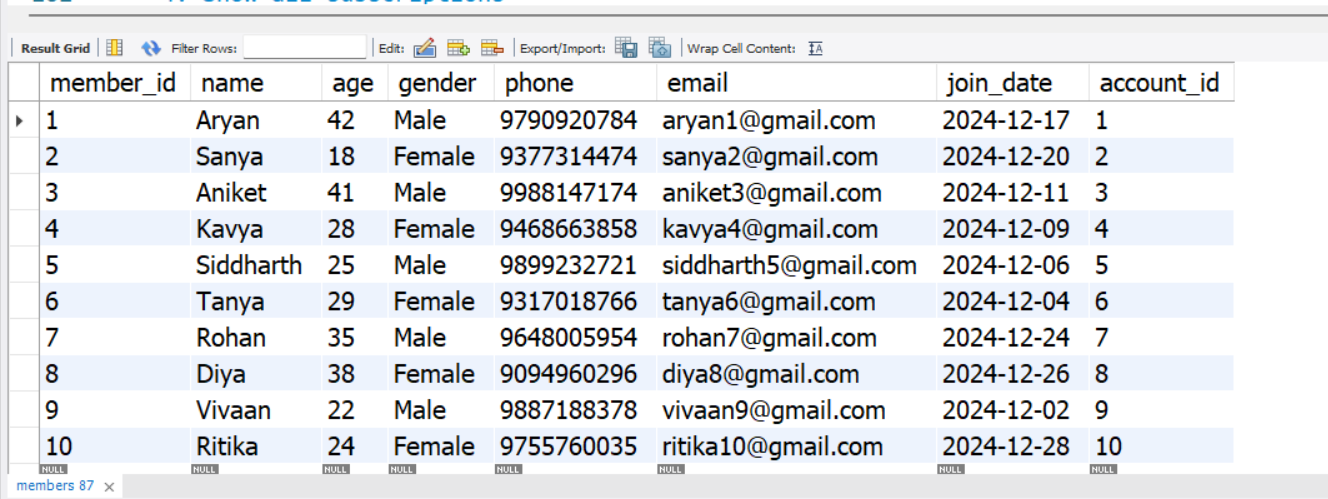 Result Grid Filter Rows: Edit: Export/Import: Wrap Cell Content: IA
member_id name age gender phone email join_date account_id
1 Aryan 42 Male 9790920784 aryan1@gmail.com 2024-12-17 1
2 Sanya 18 Female 9377314474 sanya2@gmail.com 2024-12-20 2
3 Aniket 41 Male 9988147174 aniket3@gmail.com 2024-12-11 3
4 Kavya 28 Female 9468663858 kavya4@gmail.com 2024-12-09 4
5 Siddharth 25 Male 9899232721 siddharth5@gmail.com 2024-12-06 5
6 Tanya 29 Female 9317018766 tanya6@gmail.com 2024-12-04 6
7 Rohan 35 Male 9648005954 rohan7@gmail.com 2024-12-24 7
8 Diya 38 Female 9094960296 diya8@gmail.com 2024-12-26 8
9 Vivaan 22 Male 9887188378 vivaan9@gmail.com 2024-12-02 9
10 Ritika 24 Female 9755760035 ritika10@gmail.com 2024-12-28 10
NULL NULL NULL NULL NULL NULL NULL NULL
members 87